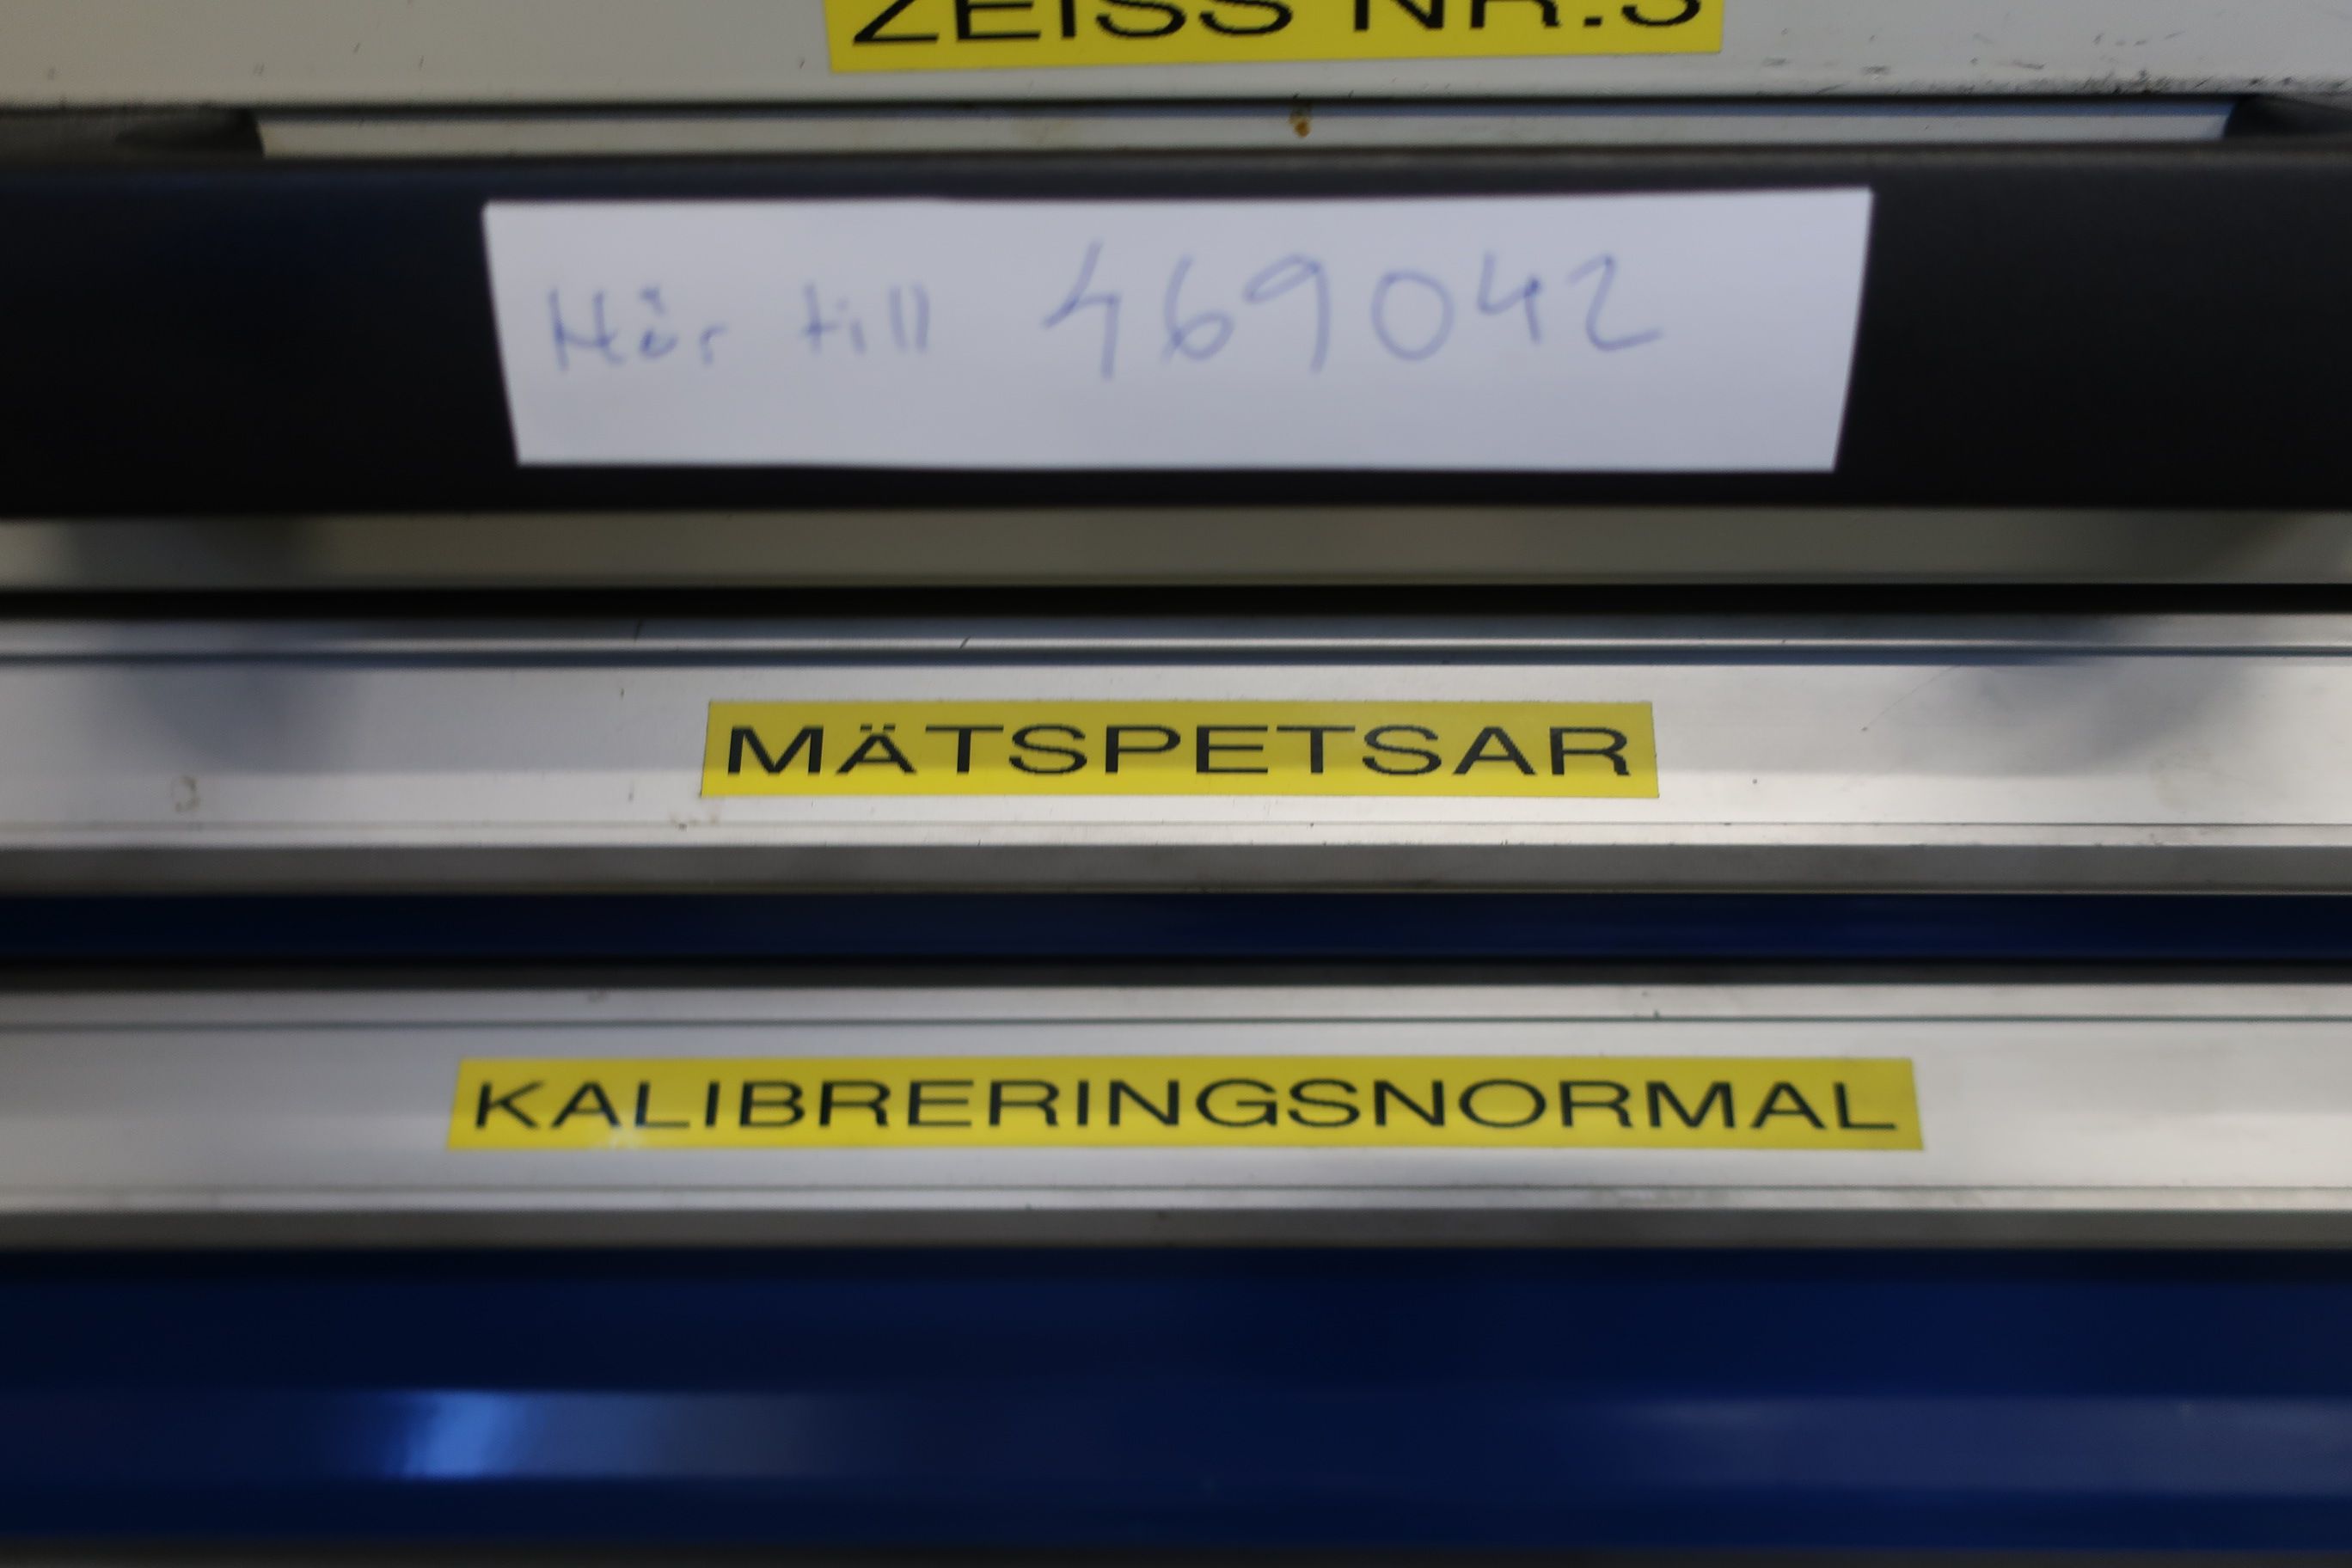 ZEISS NR.3
Hör till 469042
MÄTSPETSAR
KALIBRERINGSNORMAL